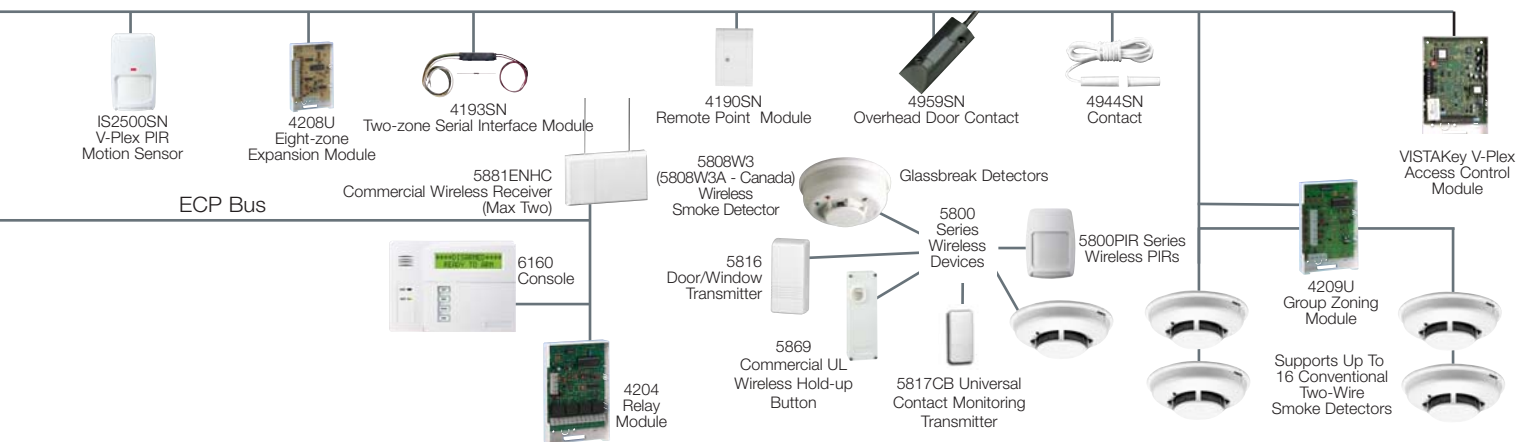 IS2500SN
V-Plex PIR
Motion Sensor
4208U
Eight-zone
Expansion Module
4193SN
Two-zone Serial Interface Module
4190SN
Remote Point Module
4959SN
Overhead Door Contact
4944SN
Contact
VISTAKey V-Plex
Access Control
Module
5881ENHC
Commercial Wireless Receiver
(Max Two)
ECP Bus
5808W3
(5808W3A - Canada)
Wireless
Smoke Detector
Glassbreak Detectors
5800
Series
Wireless
Devices
5800PIR Series
Wireless PIRs
****DISARMED****
READY TO ARM
6160
Console
5816
Door/Window
Transmitter
4209U
Group Zoning
Module
5869
Commercial UL
Wireless Hold-up
Button
5817CB Universal
Contact Monitoring
Transmitter
4204
Relay
Module
Supports Up To
16 Conventional
Two-Wire
Smoke Detectors